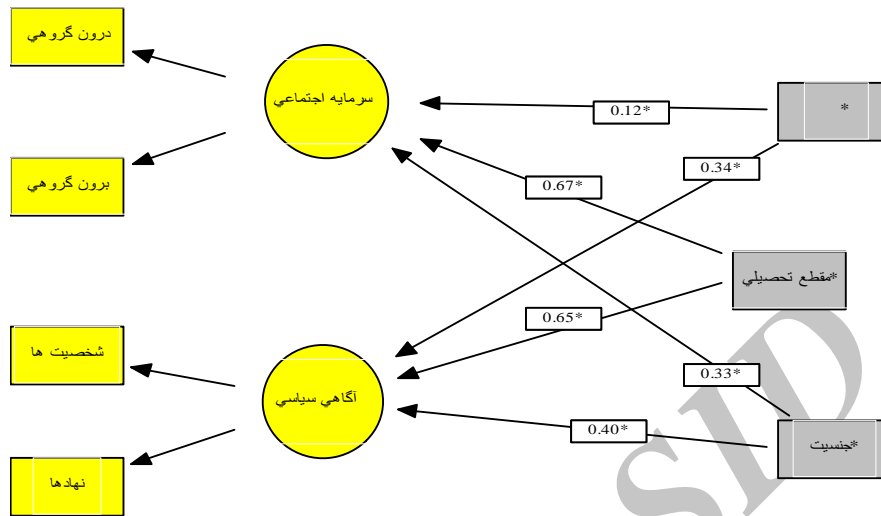 درون گروهي
سرمايه اجتماعي
*
0.12*
0.34*
برون گروهي
0.67*
*مقطع تحصيلي
0.65*
شخصيت ها
0.33*
آگاهي سياسي
0.40*
*جنسيت
نهادها
SID